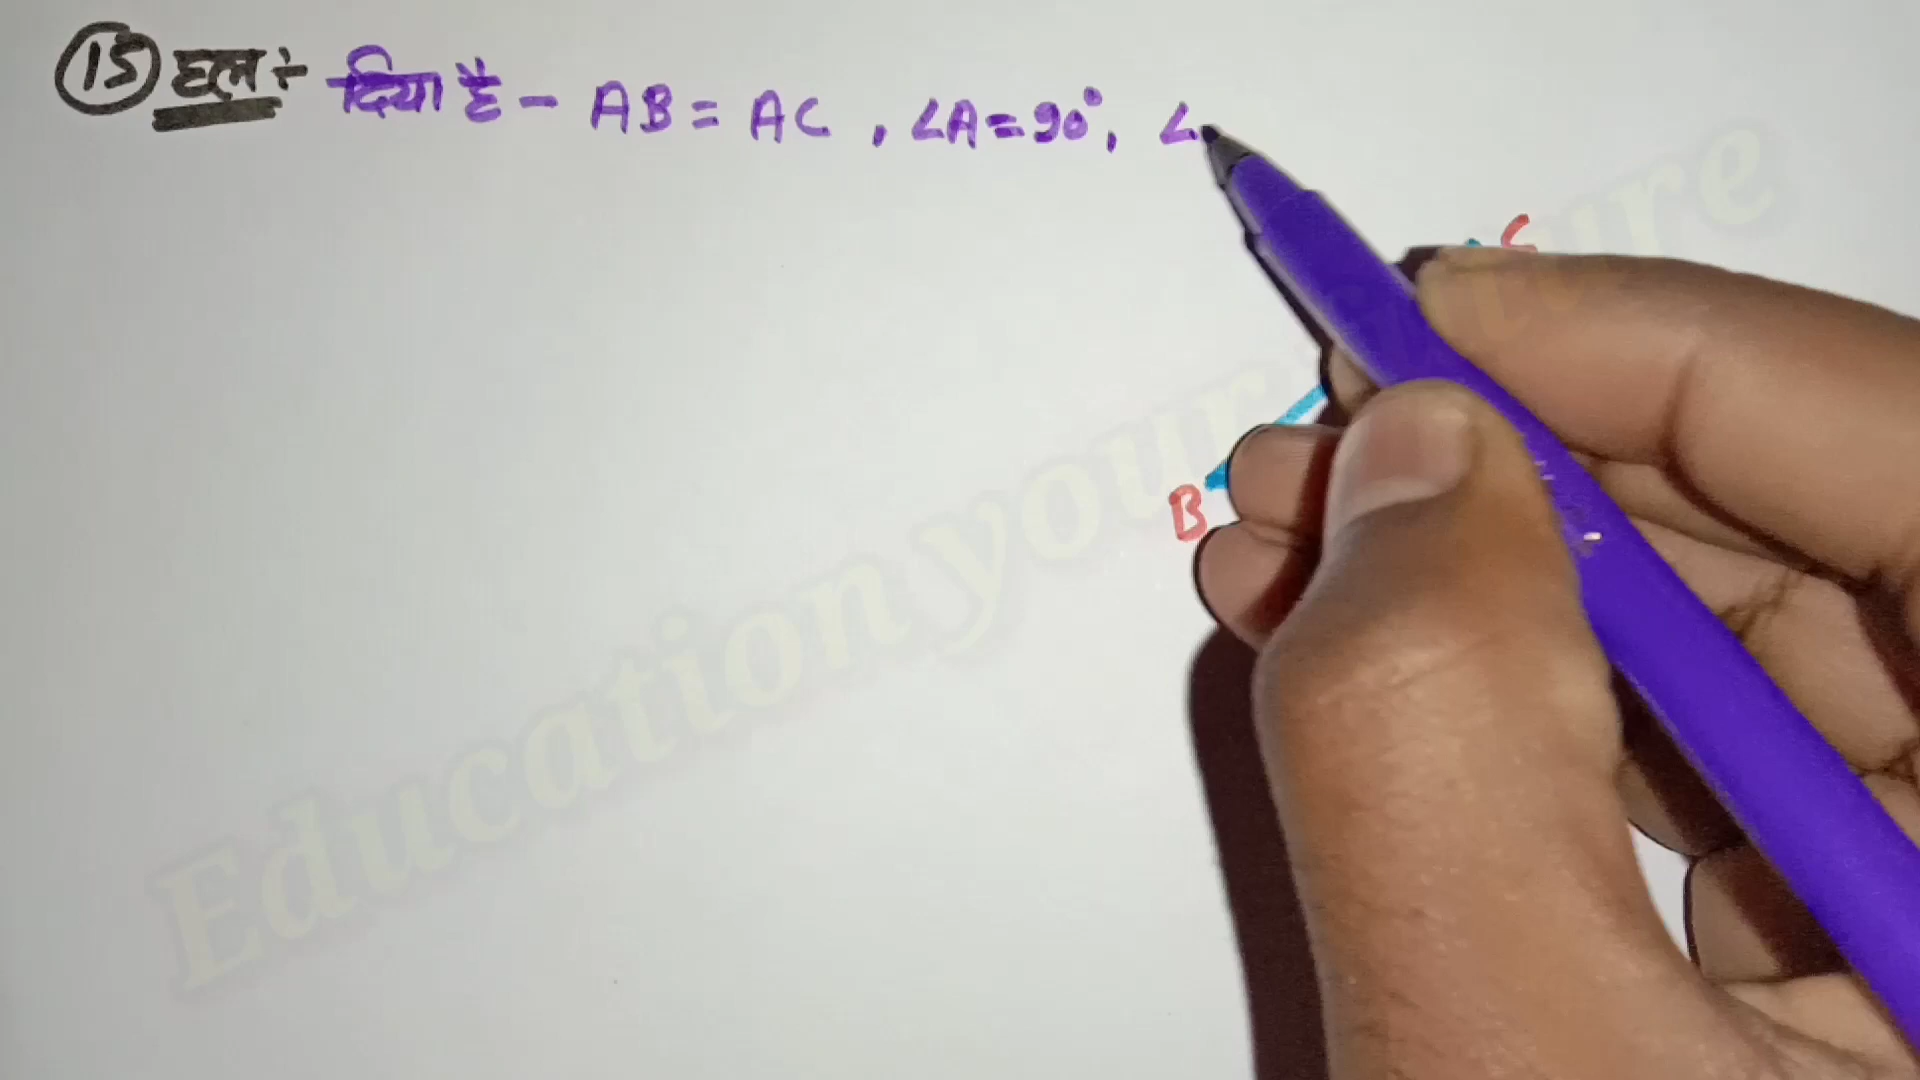 15 हल ÷ दिया है - AB = AC , ∠A = 90°, ∠
C
B
Education your